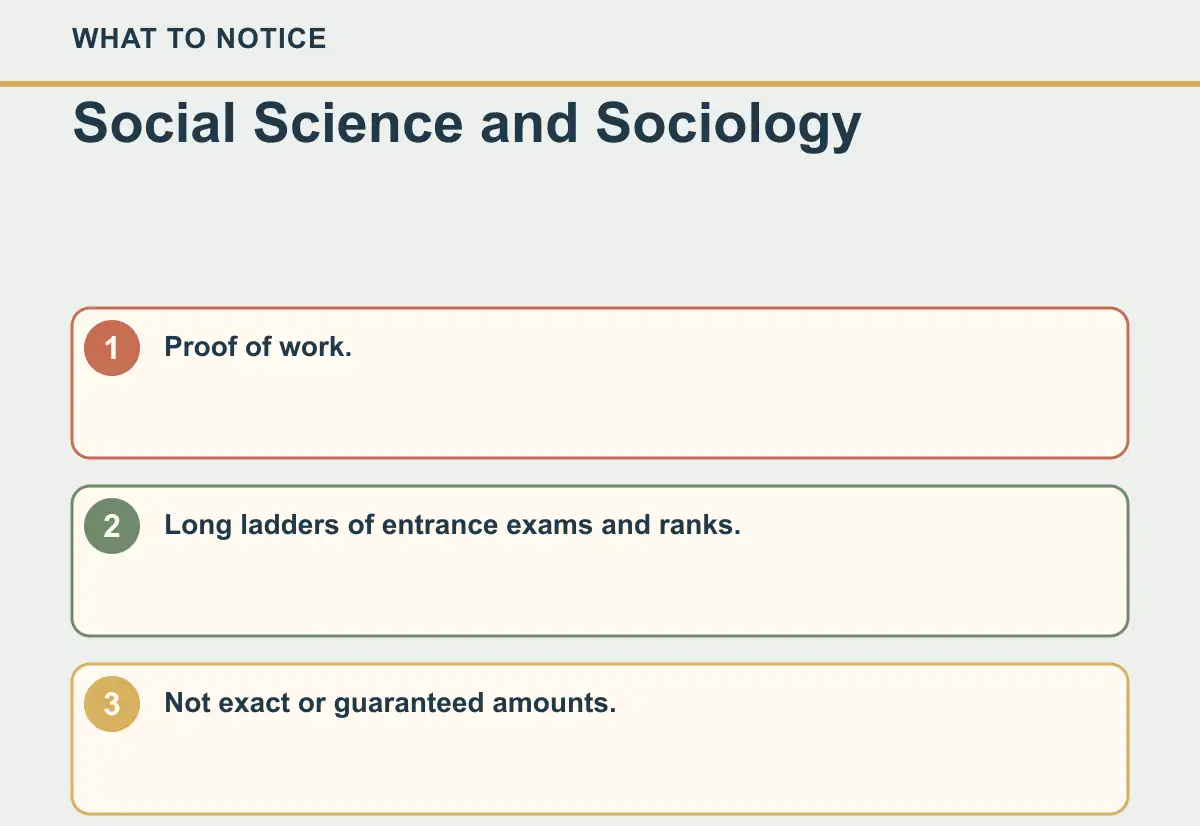 WHAT TO NOTICE
Social Science and Sociology
1 Proof of work.
2 Long ladders of entrance exams and ranks.
3 Not exact or guaranteed amounts.